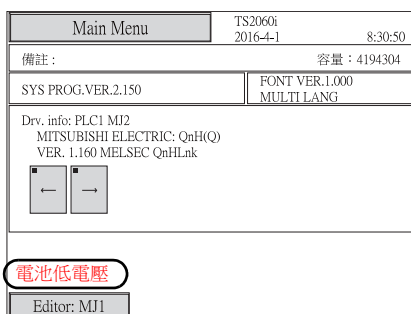 Main Menu
TS2060i
2016-4-1 8:30:50
備註 :
容量：4194304
SYS PROG.VER.2.150
FONT VER.1.000
MULTI LANG
Drv. info: PLC1 MJ2
MITSUBISHI ELECTRIC: QnH(Q)
VER. 1.160 MELSEC QnHLnk
← →
電池低電壓
Editor: MJ1